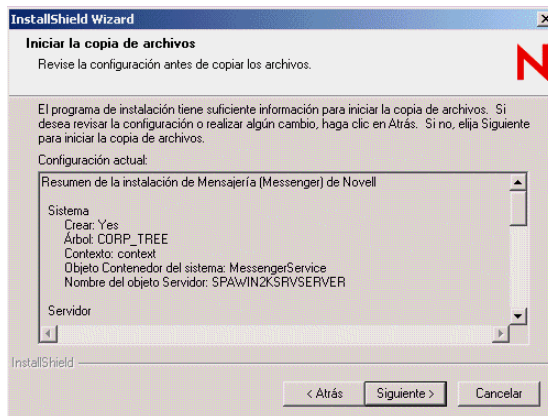 InstallShield Wizard
Iniciar la copia de archivos
Revise la configuración antes de copiar los archivos.
N
El programa de instalación tiene suficiente información para iniciar la copia de archivos. Si
desea revisar la configuración o realizar algún cambio, haga clic en Atrás. Si no, elija Siguiente
para iniciar la copia de archivos.
Configuración actual:
Resumen de la instalación de Mensajería (Messenger) de Novell
Sistema
Crear: Yes
Árbol: CORP_TREE
Contexto: context
Objeto Contenedor del sistema: MessengerService
Nombre del objeto Servidor: SPAWIN2KSRVSERVER
Servidor
InstallShield
< Atrás
Siguiente >
Cancelar